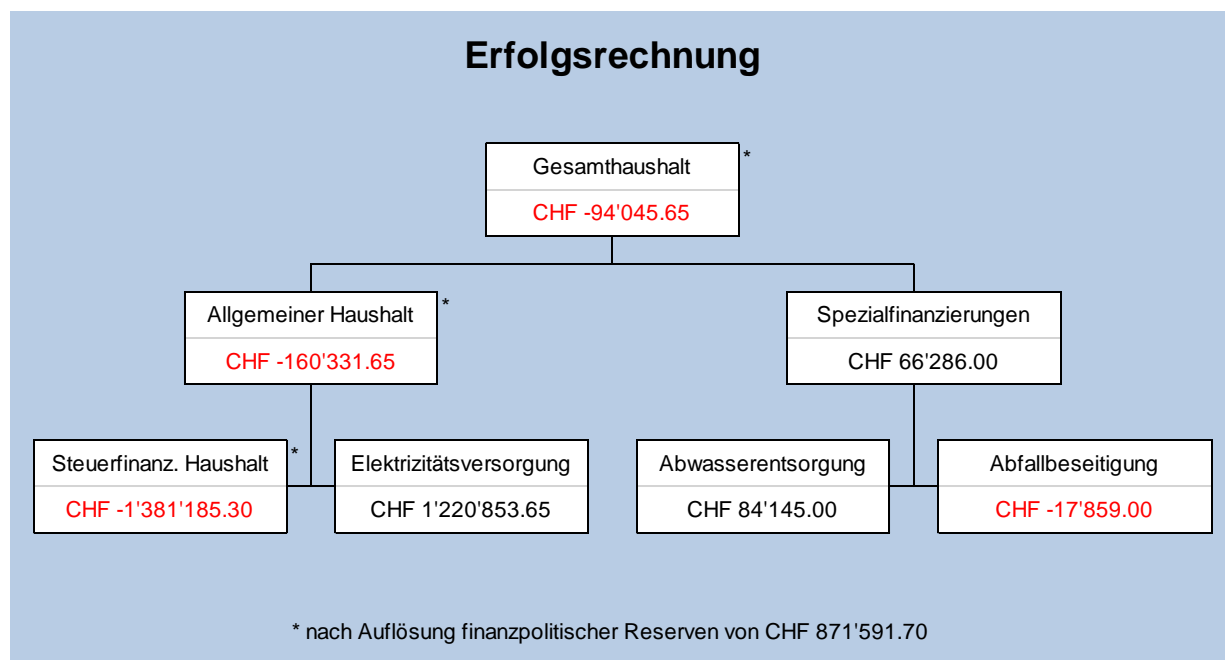 Erfolgsrechnung
Gesamthaushalt *
CHF -94'045.65
Allgemeiner Haushalt *
CHF -160'331.65
Spezialfinanzierungen
CHF 66'286.00
Steuerfinanz. Haushalt *
CHF -1'381'185.30
Elektrizitätsversorgung
CHF 1'220'853.65
Abwasserentsorgung
CHF 84'145.00
Abfallbeseitigung
CHF -17'859.00
* nach Auflösung finanzpolitischer Reserven von CHF 871'591.70